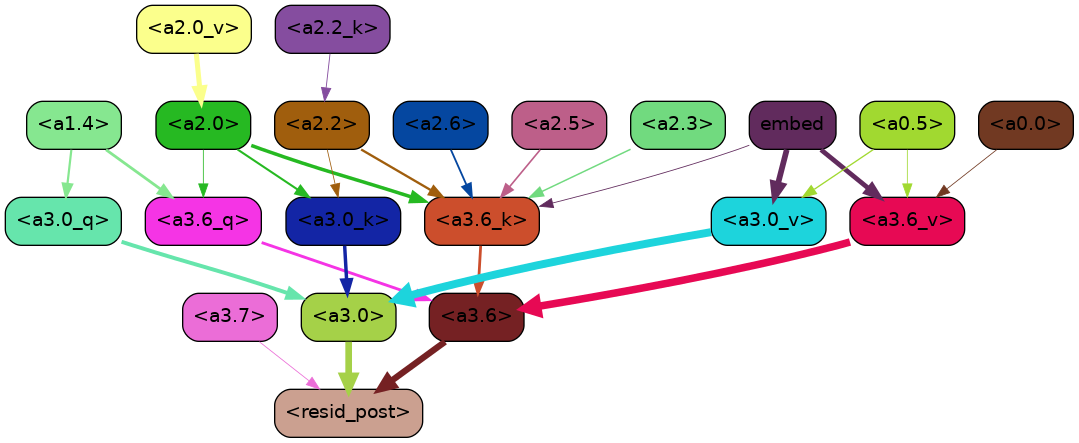 <a2.0_v> <a2.2_k>
<a1.4> <a2.0> <a2.2> <a2.6> <a2.5> <a2.3> embed <a0.5> <a0.0>
<a3.0_q> <a3.6_q> <a3.0_k> <a3.6_k> <a3.0_v> <a3.6_v>
<a3.7> <a3.0> <a3.6>
<resid_post>